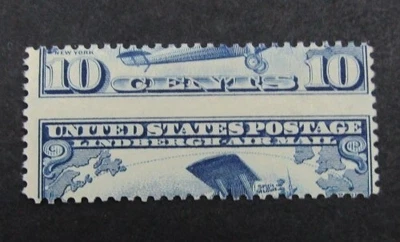 NEW YORK
10 CENTS 10
UNITED STATES POSTAGE
LINDBERGH AIR MAIL